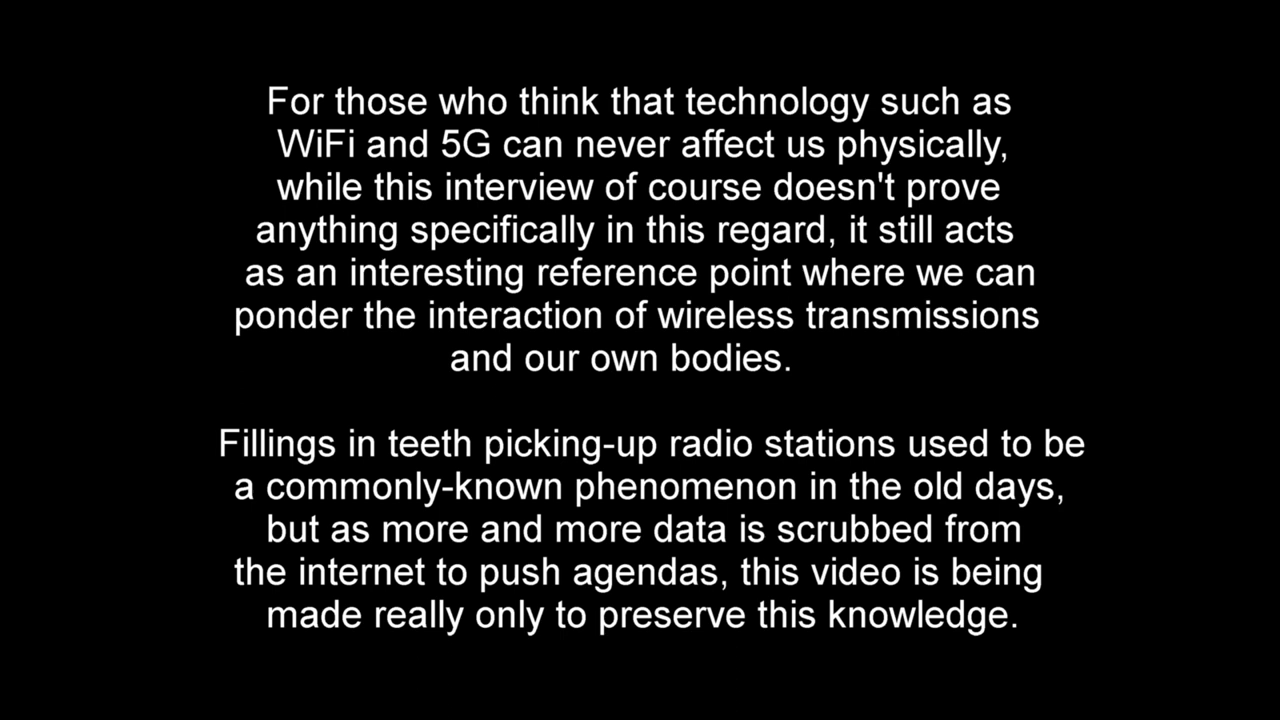 For those who think that technology such as
WiFi and 5G can never affect us physically,
while this interview of course doesn't prove
anything specifically in this regard, it still acts
as an interesting reference point where we can
ponder the interaction of wireless transmissions
and our own bodies.
Fillings in teeth picking-up radio stations used to be
a commonly-known phenomenon in the old days,
but as more and more data is scrubbed from
the internet to push agendas, this video is being
made really only to preserve this knowledge.